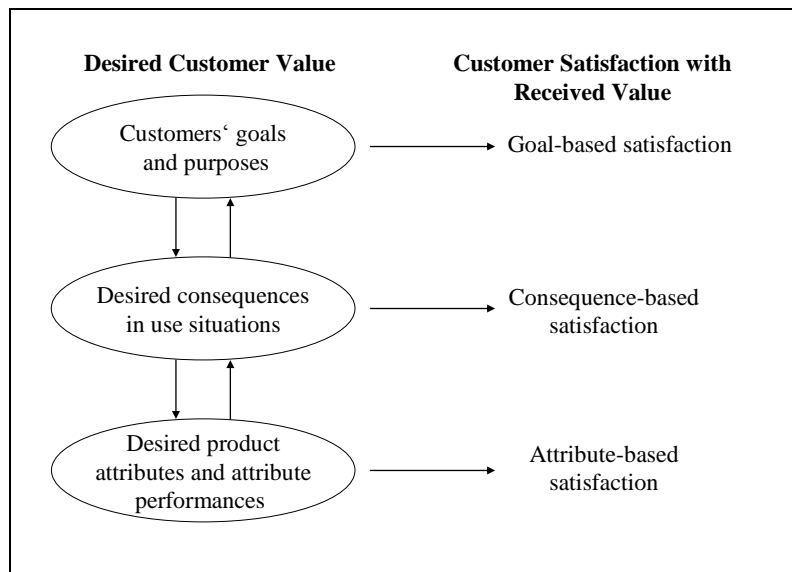 Desired Customer Value
Customer Satisfaction with
Received Value
Customers‘ goals
and purposes
Goal-based satisfaction
Desired consequences
in use situations
Consequence-based
satisfaction
Desired product
attributes and attribute
performances
Attribute-based
satisfaction